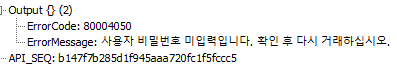 Output {} (2)
ErrorCode: 80004050
ErrorMessage: 사용자 비밀번호 미입력입니다. 확인 후 다시 거래하십시오.
API_SEQ: b147f7b285d1f945aaa720fc1f5fccc5